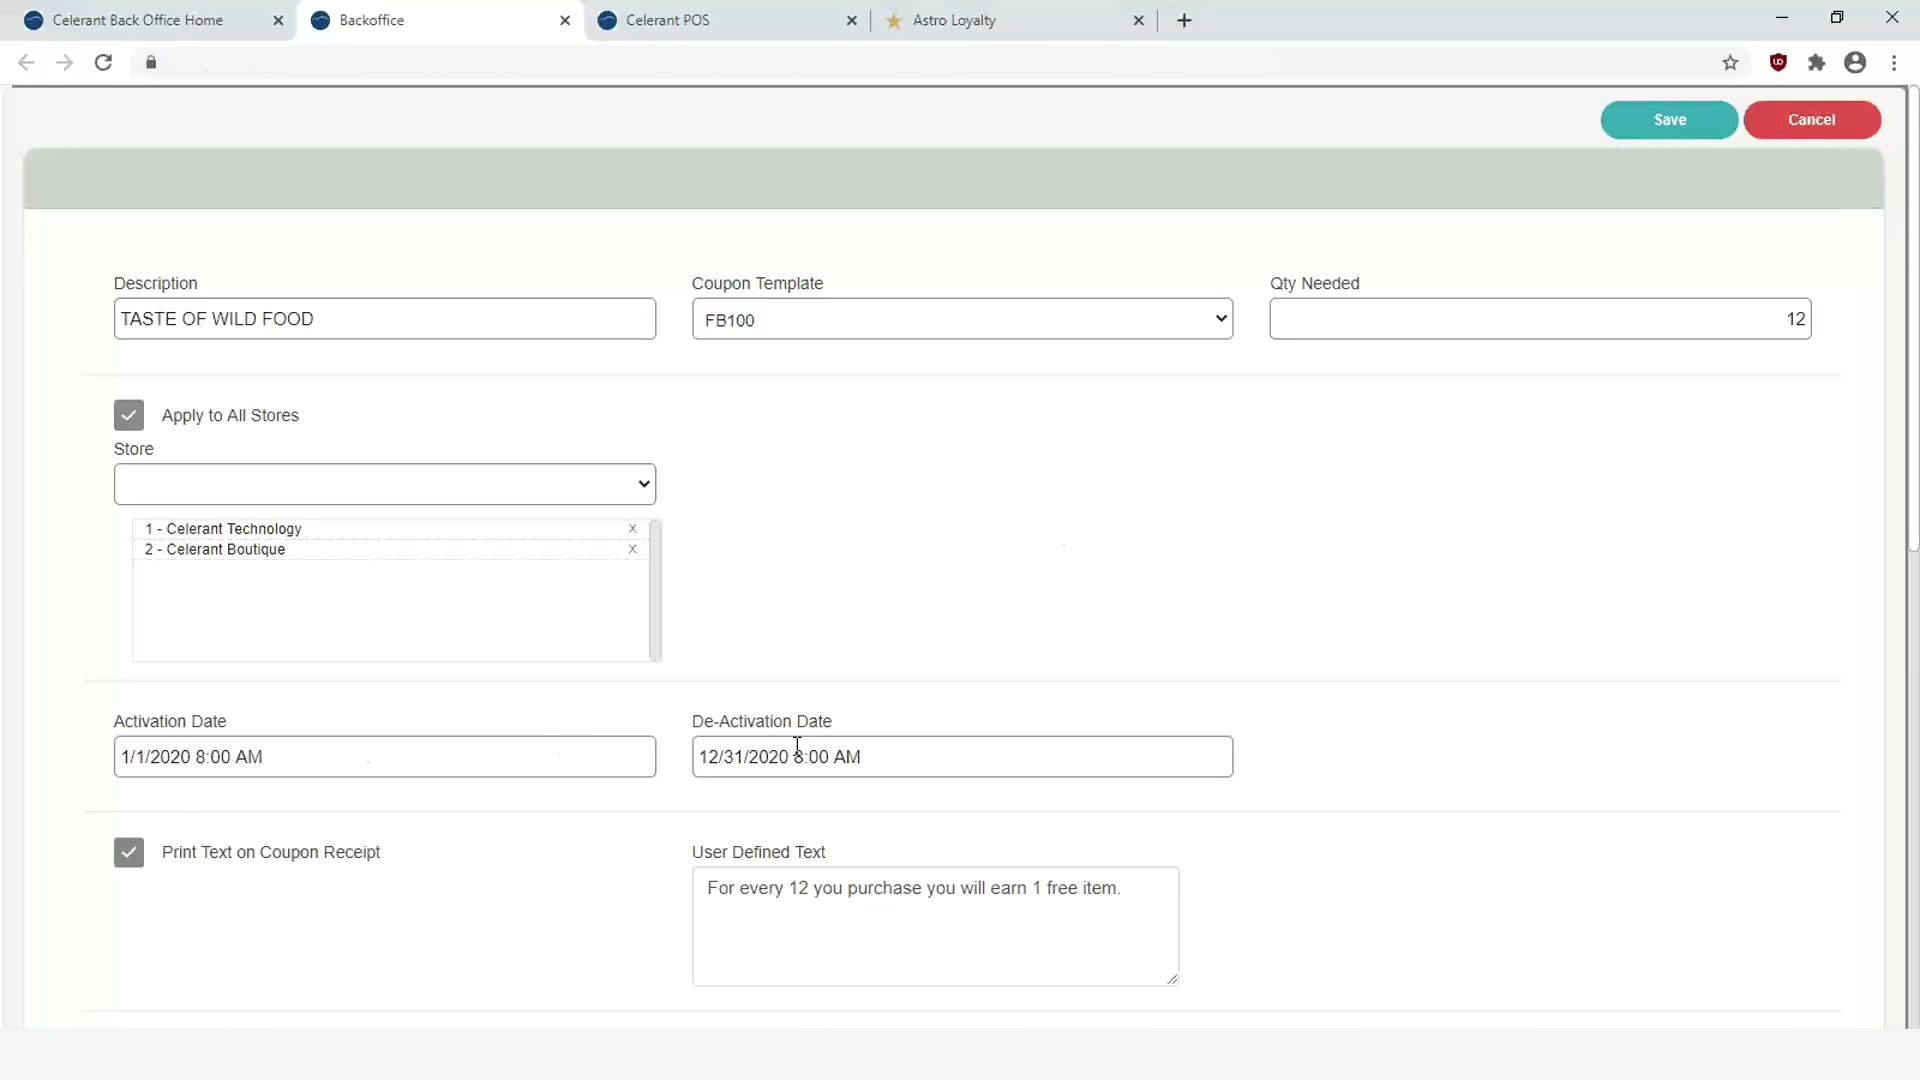 Celerant Back Office Home
Backoffice
Celerant POS
Astro Loyalty
Save
Cancel
Description
Coupon Template
Qty Needed
TASTE OF WILD FOOD
FB100
12
Apply to All Stores
Store
1 - Celerant Technology X
2 - Celerant Boutique X
Activation Date
De-Activation Date
1/1/2020 8:00 AM
12/31/2020 8:00 AM
Print Text on Coupon Receipt
User Defined Text
For every 12 you purchase you will earn 1 free item.